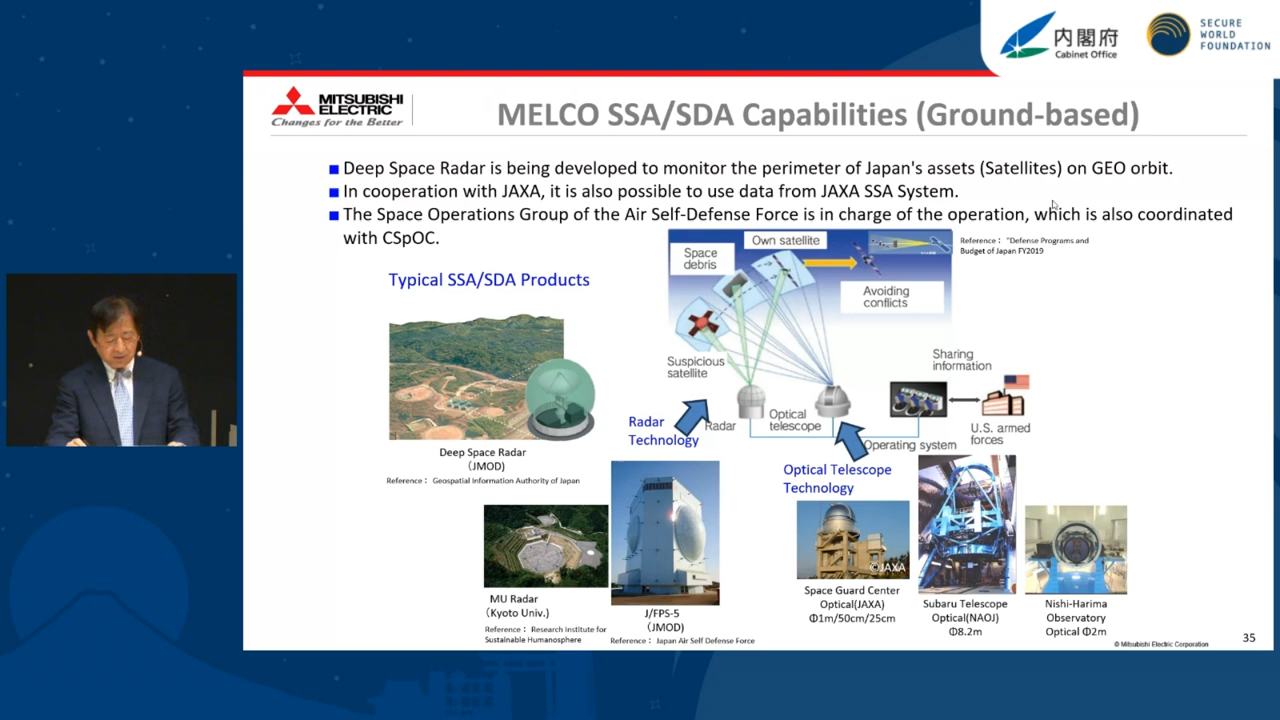 内閣府
Cabinet Office
SECURE
WORLD
FOUNDATION
MITSUBISHI
ELECTRIC
Changes for the Better
MELCO SSA/SDA Capabilities (Ground-based)
Deep Space Radar is being developed to monitor the perimeter of Japan's assets (Satellites) on GEO orbit.
In cooperation with JAXA, it is also possible to use data from JAXA SSA System.
The Space Operations Group of the Air Self-Defense Force is in charge of the operation, which is also coordinated
with CSpOC.
Reference： "Defense Programs and
Budget of Japan FY2019
Typical SSA/SDA Products
Space
debris
Own satellite
Avoiding
conflicts
Suspicious
satellite
Sharing
information
Radar
Technology
Radar
Optical
telescope
Operating system
U.S. armed
forces
Optical Telescope
Technology
Deep Space Radar
（JMOD）
Reference： Geospatial Information Authority of Japan
MU Radar
（Kyoto Univ.）
Reference： Research Institute for
Sustainable Humanosphere
J/FPS-5
（JMOD）
Reference： Japan Air Self Defense Force
©JAXA
Space Guard Center
Optical(JAXA)
Φ1m/50cm/25cm
Subaru Telescope
Optical(NAOJ)
Φ8.2m
Nishi-Harima
Observatory
Optical Φ2m
© Mitsubishi Electric Corporation
35